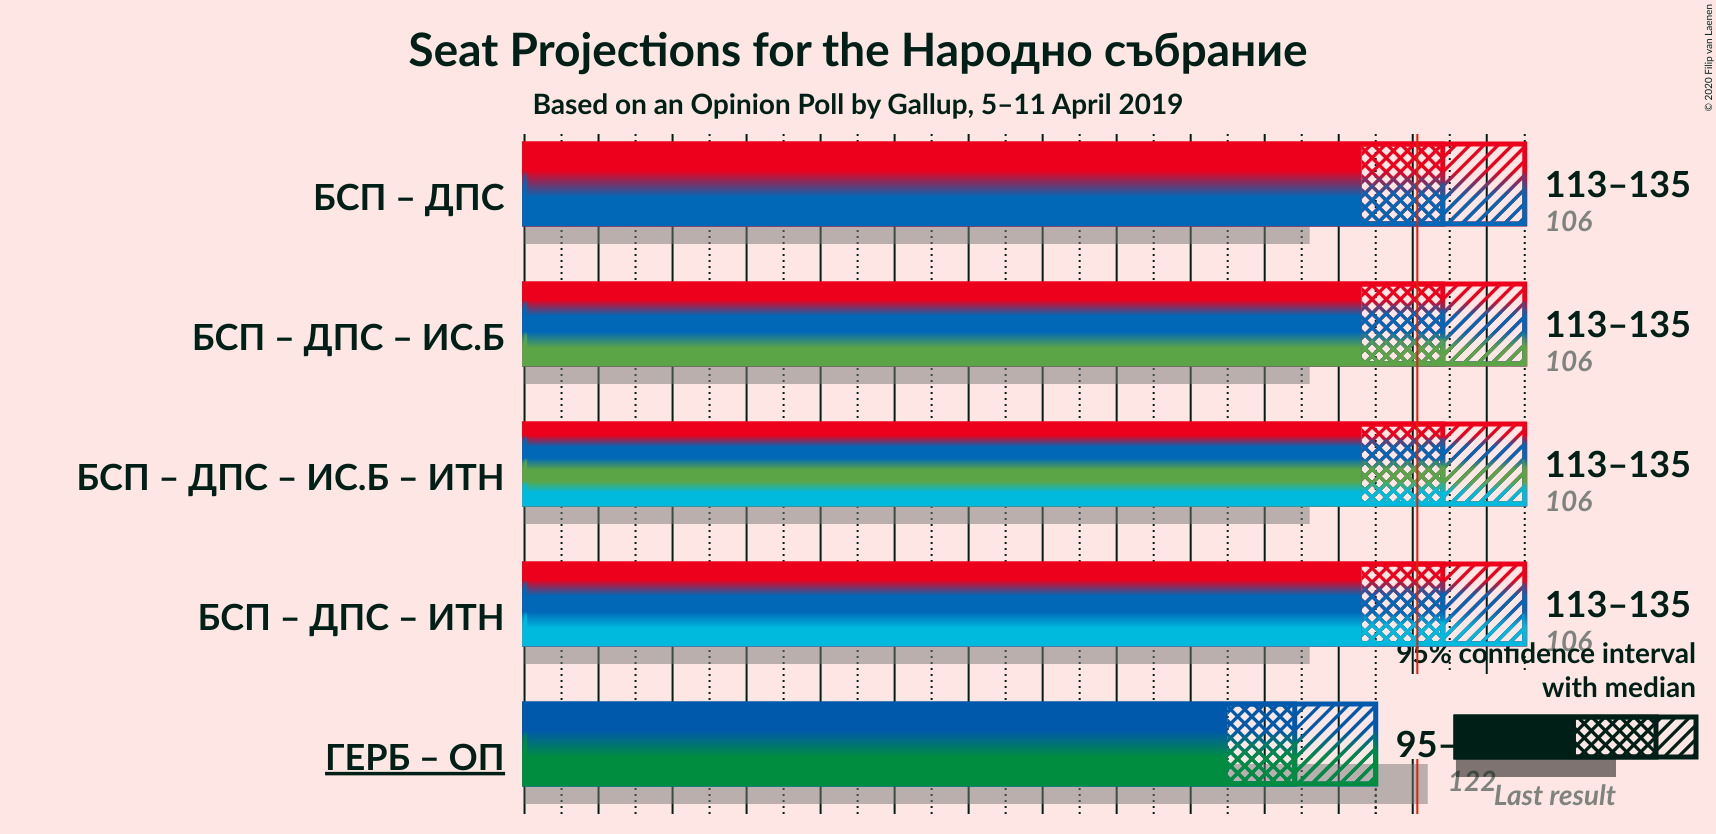 Seat Projections for the Народно събрание
Based on an Opinion Poll by Gallup, 5–11 April 2019
© 2020 Filip van Laenen
БСП – ДПС
113–135
106
БСП – ДПС – ИС.Б
113–135
106
БСП – ДПС – ИС.Б – ИТН
113–135
106
БСП – ДПС – ИТН
113–135
106
95% confidence interval
with median
ГЕРБ – ОП
95–
122
Last result